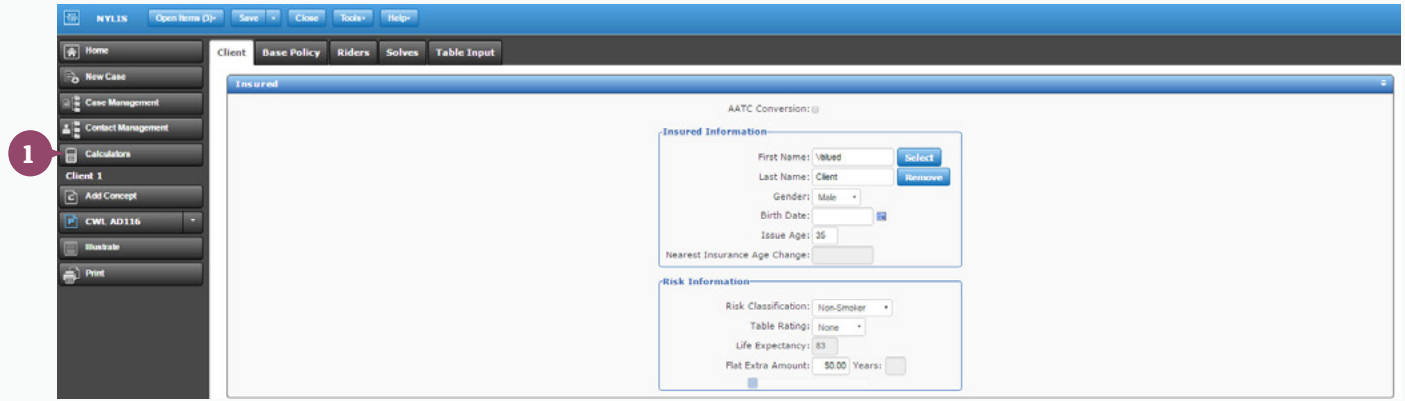 NYLIS Open Items (3) Save Close Tools Help
Home
New Case
Case Management
Contact Management
1
Calculators
Client 1
Add Concept
CWL AD116
Illustrate
Print
Client Base Policy Riders Solves Table Input
Insured
AATC Conversion:
Insured Information
First Name: Valued Select
Last Name: Client Remove
Gender: Male
Birth Date:
Issue Age: 35
Nearest Insurance Age Change:
Risk Information
Risk Classification: Non-Smoker
Table Rating: None
Life Expectancy: 83
Flat Extra Amount: $0.00 Years: